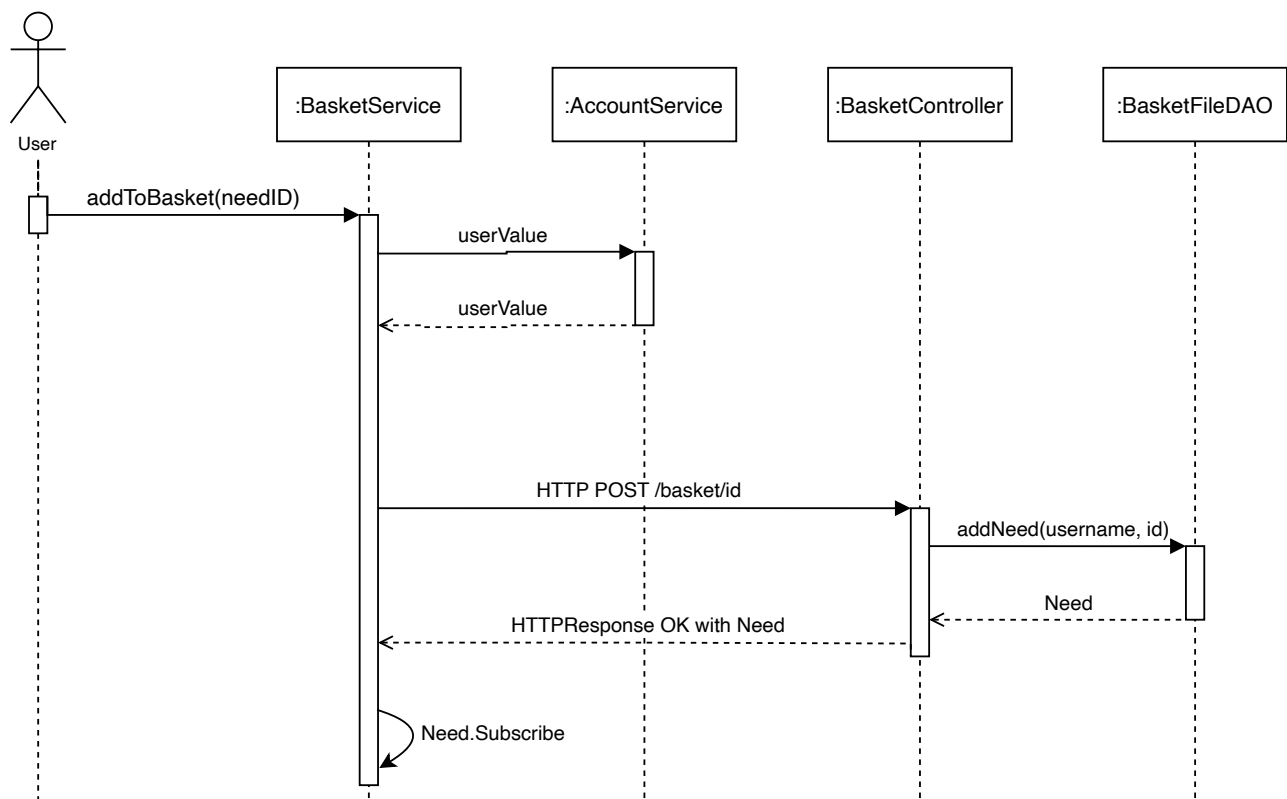 User
:BasketService
:AccountService
:BasketController
:BasketFileDAO
addToBasket(needID)
userValue
userValue
HTTP POST /basket/id
addNeed(username, id)
Need
HTTPResponse OK with Need
Need.Subscribe